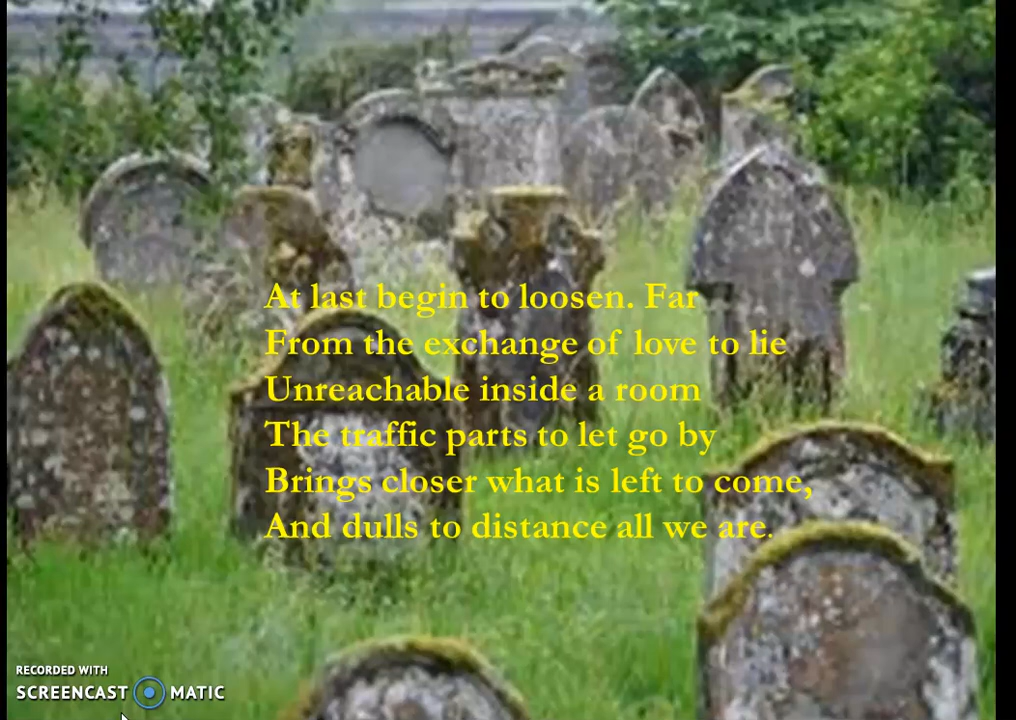 At last begin to loosen. Far
From the exchange of love to lie
Unreachable inside a room
The traffic parts to let go by
Brings closer what is left to come,
And dulls to distance all we are.
RECORDED WITH
SCREENCAST MATIC